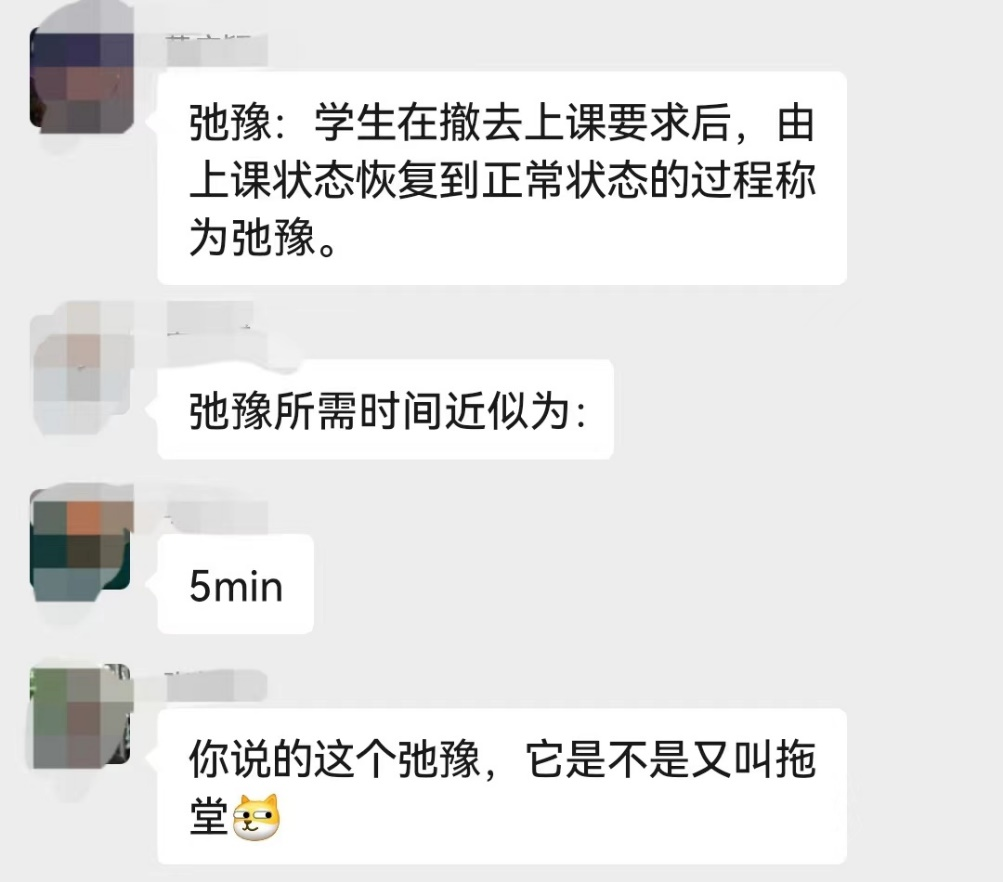 弛豫：学生在撤去上课要求后，由
上课状态恢复到正常状态的过程称
为弛豫。
弛豫所需时间近似为：
5min
你说的这个弛豫，它是不是又叫拖
堂